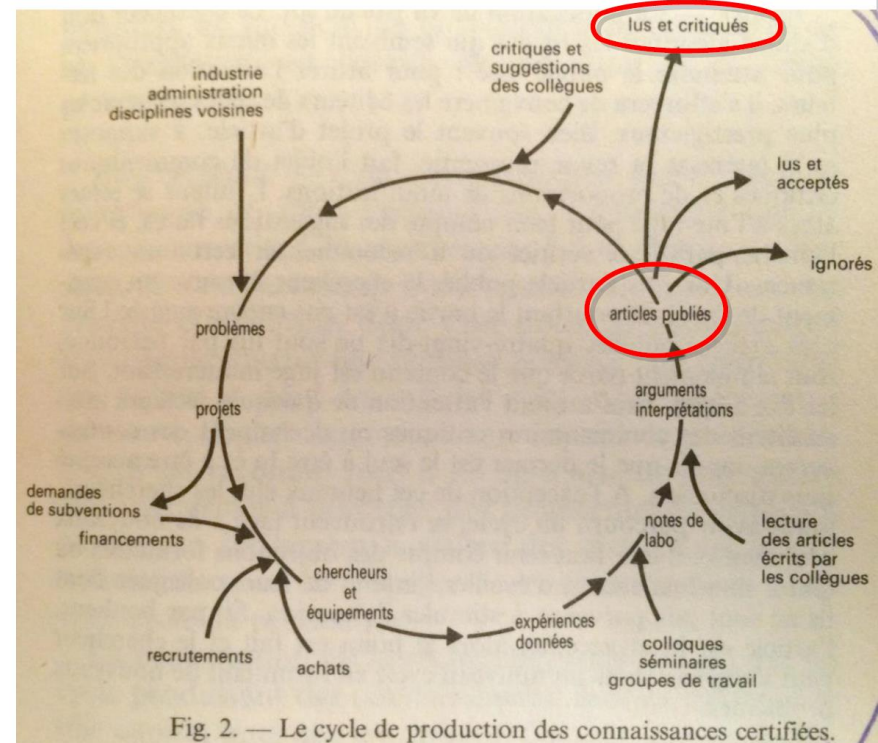 lus et critiqués
critiques et
suggestions
des collègues
industrie
administration
disciplines voisines
lus et
acceptés
ignorés
problèmes
articles publiés
arguments
interprétations
projets
demandes
de subventions
financements
notes de
labo
lecture
des articles
écrits par
les collègues
chercheurs
et
équipements
expériences
données
recrutements
achats
colloques
séminaires
groupes de travail
Fig. 2. — Le cycle de production des connaissances certifiées.